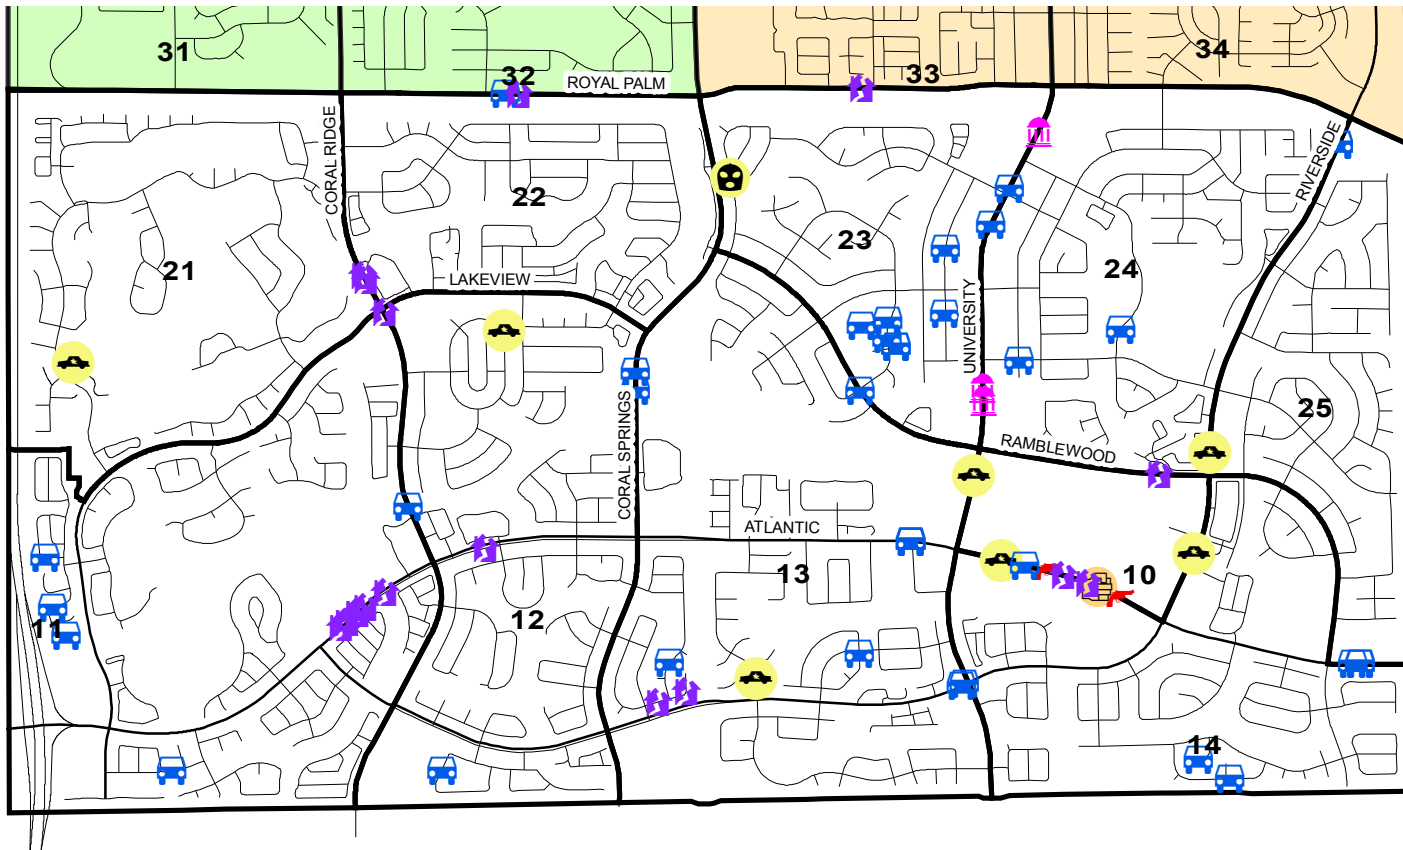 31
32
33
34
ROYAL PALM
CORAL RIDGE
RIVERSIDE
22
23
21
24
LAKEVIEW
UNIVERSITY
CORAL SPRINGS
25
RAMBLEWOOD
ATLANTIC
13
10
12
11
14